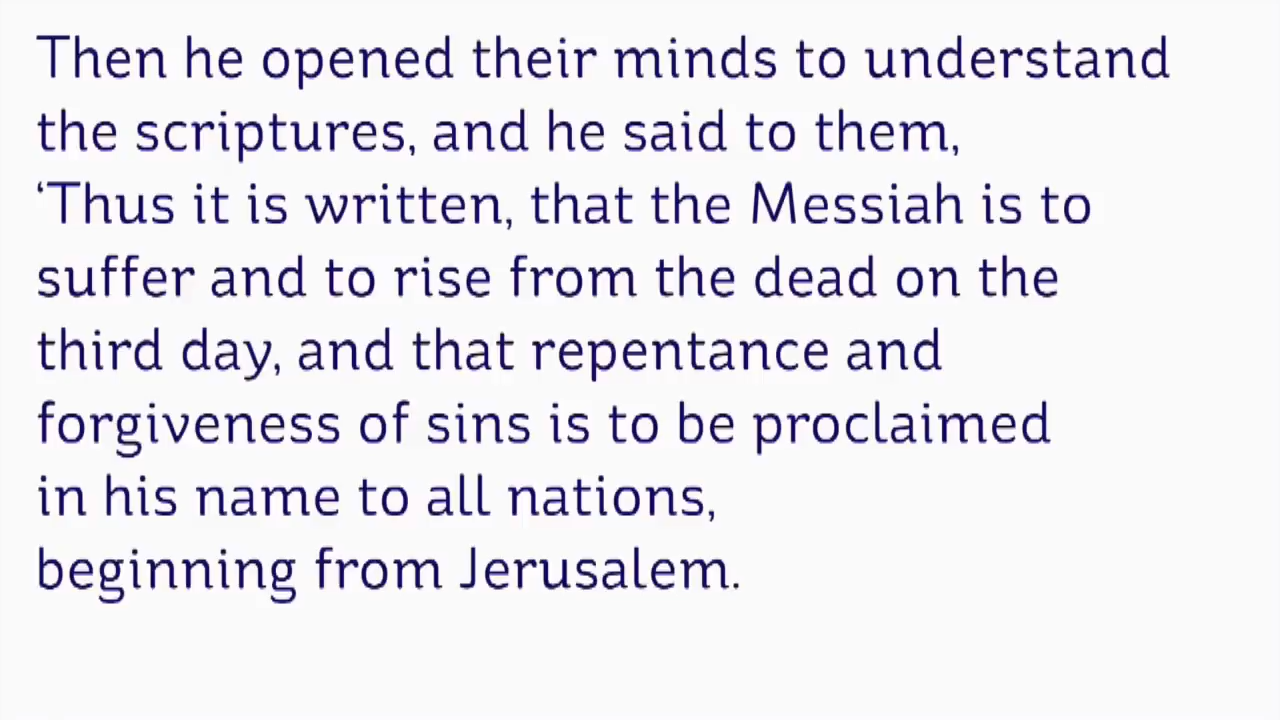 Then he opened their minds to understand
the scriptures, and he said to them,
‘Thus it is written, that the Messiah is to
suffer and to rise from the dead on the
third day, and that repentance and
forgiveness of sins is to be proclaimed
in his name to all nations,
beginning from Jerusalem.